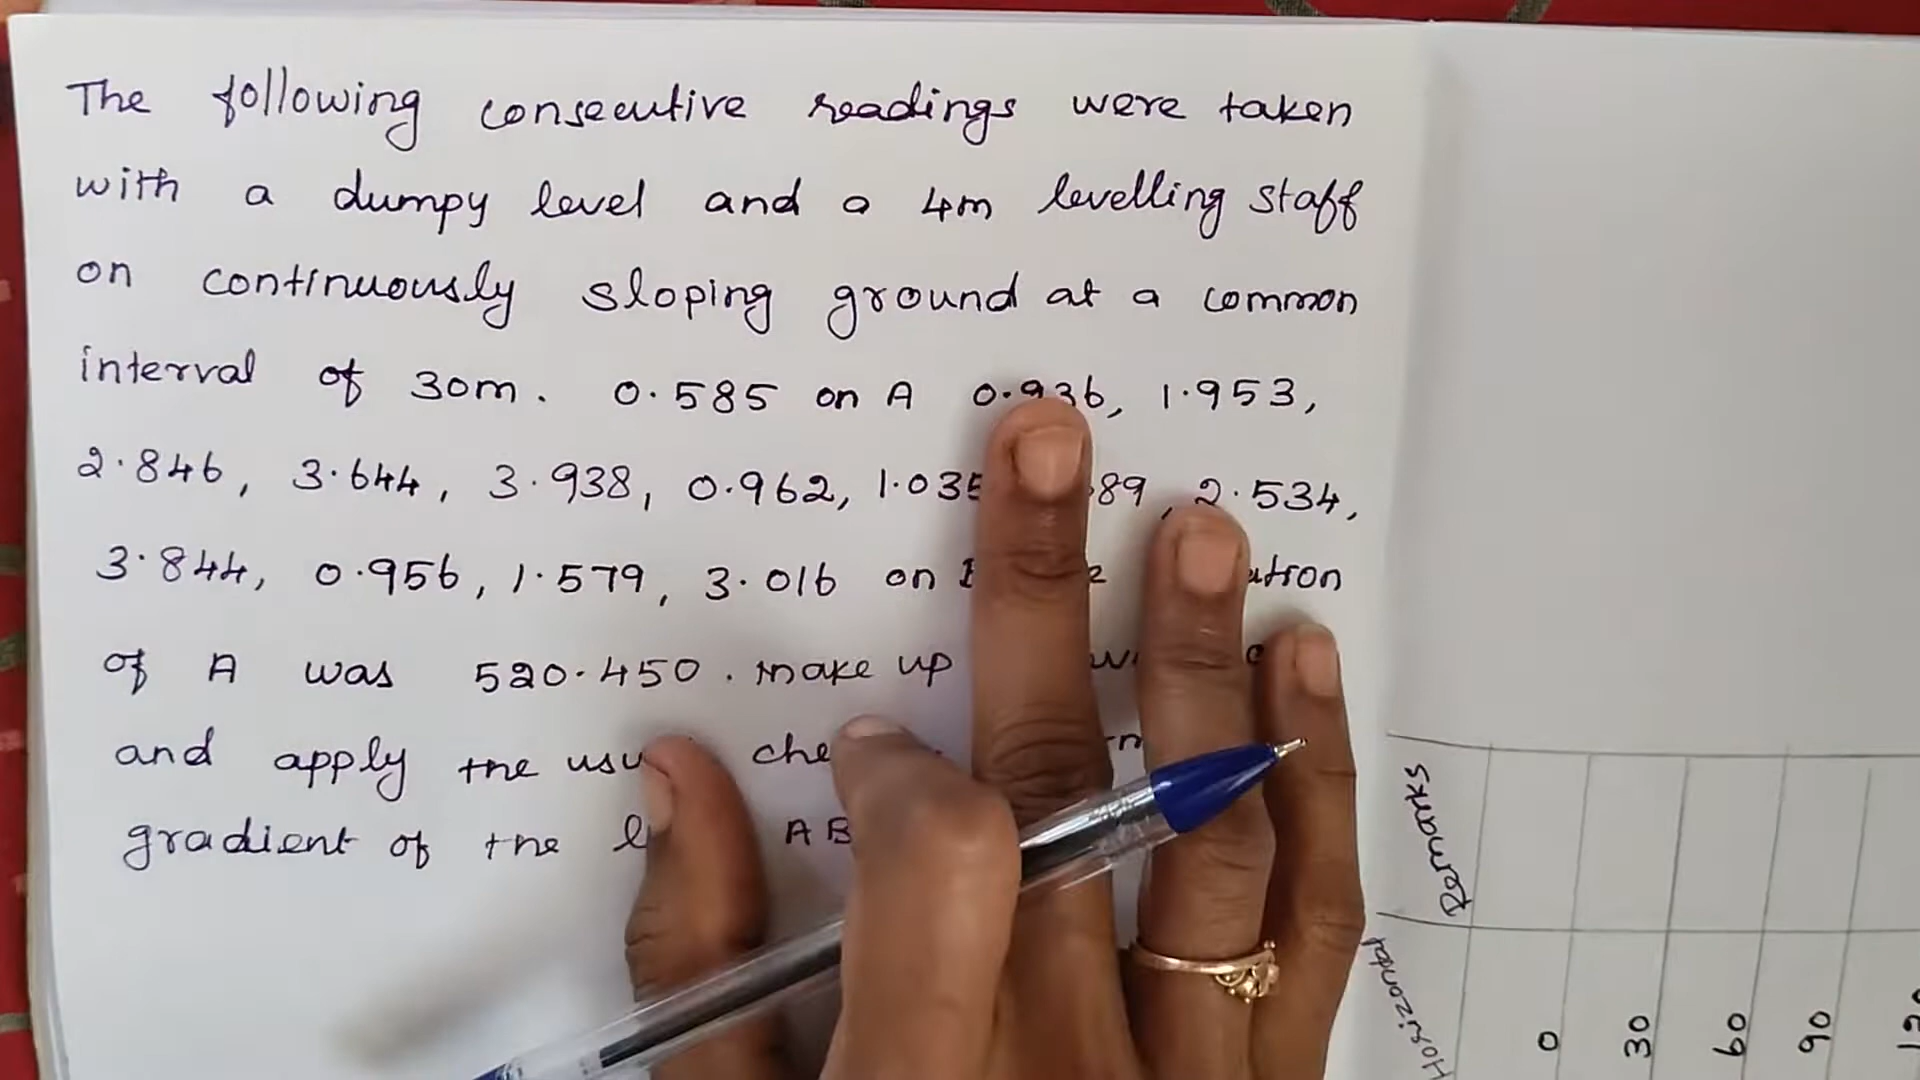 The following consecutive readings were taken
with a dumpy level and a 4m levelling staff
on continuously sloping ground at a common
interval of 30m. 0.585 on A 0.936, 1.953,
2.846, 3.644, 3.938, 0.962, 1.035 89, 2.534,
3.844, 0.956, 1.579, 3.016 on
of A was 520.450. make up
and apply the
gradient of the AB
Remarks
Horizontal
0
30
60
90